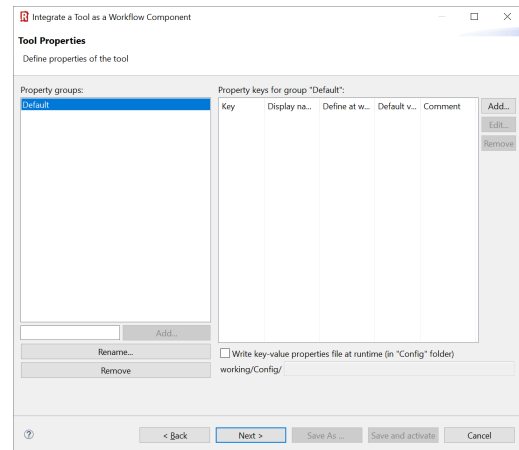 Integrate a Tool as a Workflow Component
Tool Properties
Define properties of the tool
Property groups:
Default
Add...
Rename...
Remove
Property keys for group "Default":
Key Display na... Define at w... Default v... Comment
Add...
Edit...
Remove
Write key-value properties file at runtime (in "Config" folder)
working/Config/
< Back Next > Save As ... Save and activate Cancel